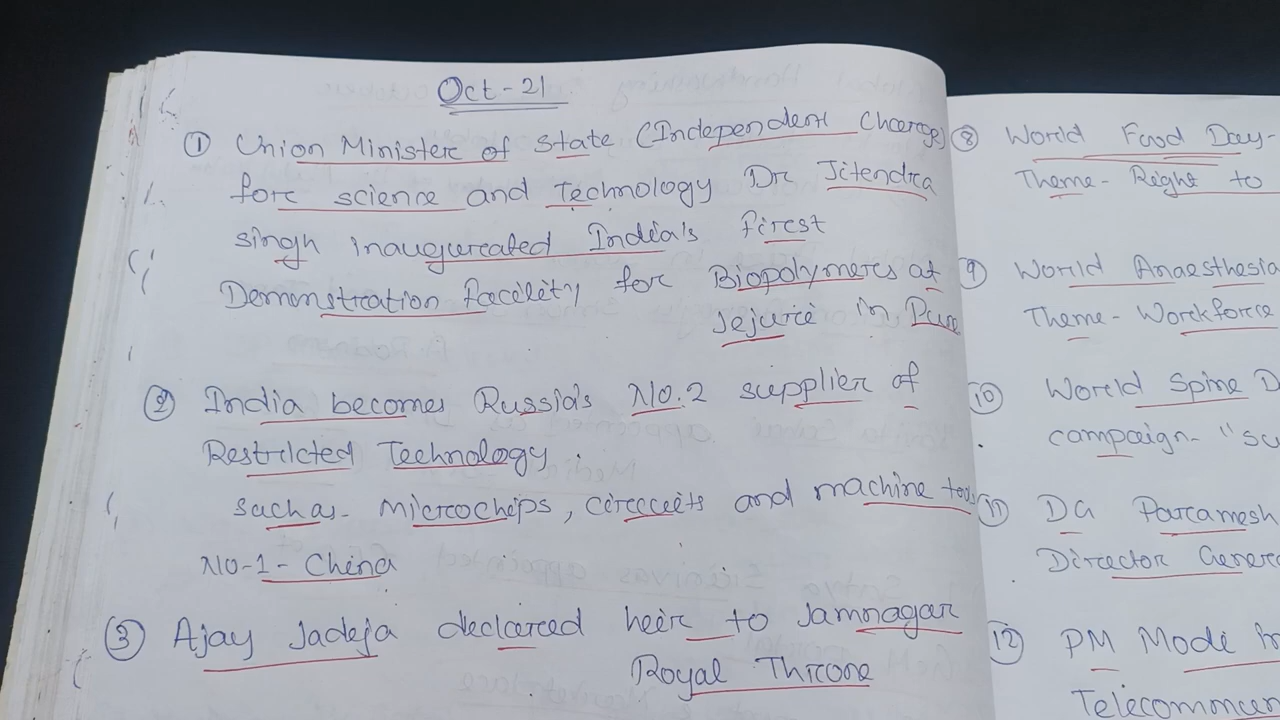 Oct-21
① Union Minister of State (Independent Charge)
for science and Technology Dr Jitendra
singh inaugurated India's first
Demonstration Facility for Biopolymers at
Jejuri in Pune
② India becomes Russia's No.2 supplier of
Restricted Technology.
such as- microchips, circuits and machine tools
No-1- China
③ Ajay Jadeja declared heir to Jamnagar
Royal Throne
⑧ World Food Day-
Theme- Right to
⑨ World Anaesthesia
Theme- Workforce
⑩ World Spine D
campaign- "Su
⑪ DG Paramesh
Director Genera
⑫ PM Modi in
Telecommun